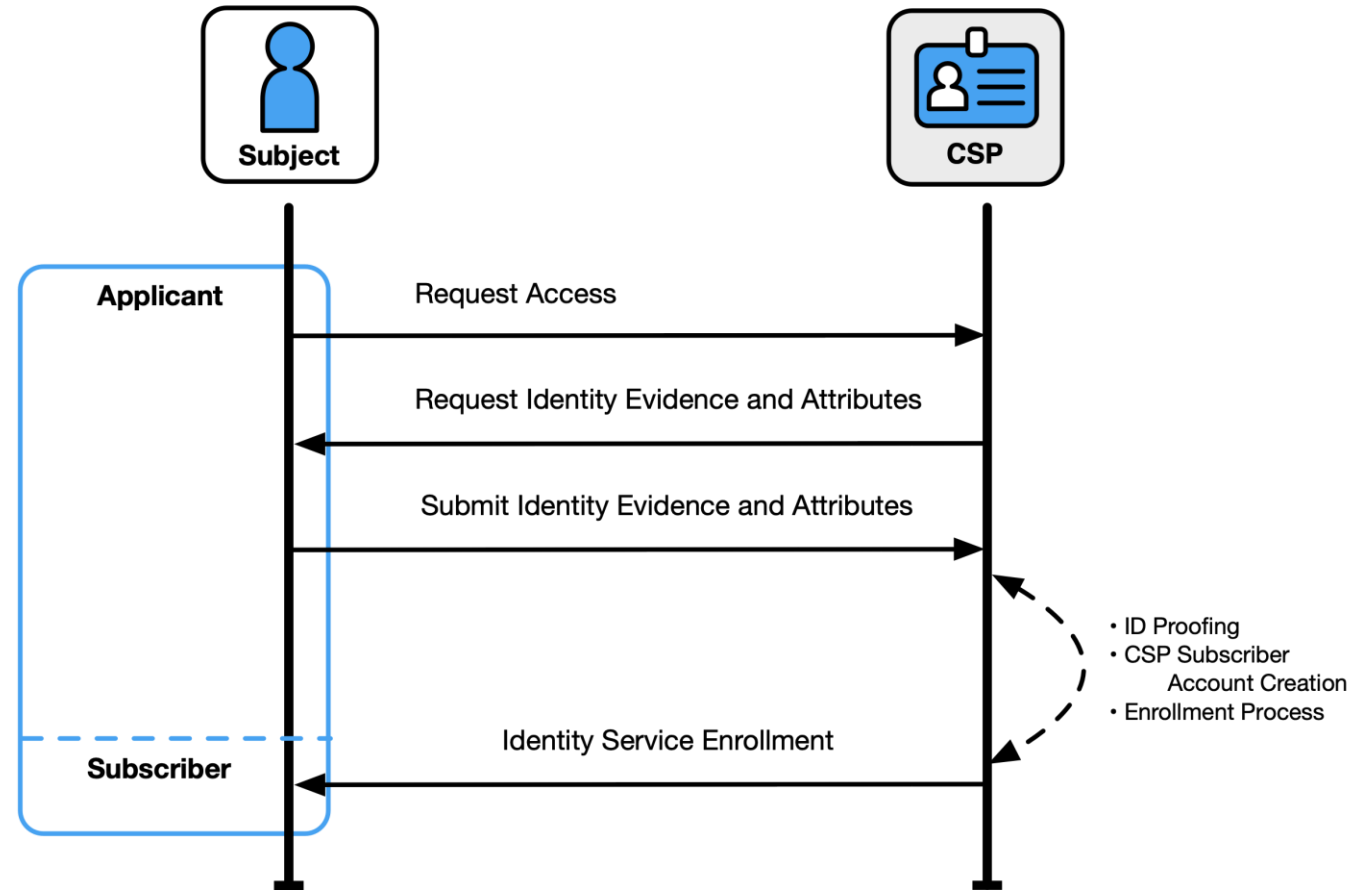 Subject
CSP
Applicant
Request Access
Request Identity Evidence and Attributes
Submit Identity Evidence and Attributes
• ID Proofing
• CSP Subscriber
Account Creation
• Enrollment Process
Identity Service Enrollment
Subscriber